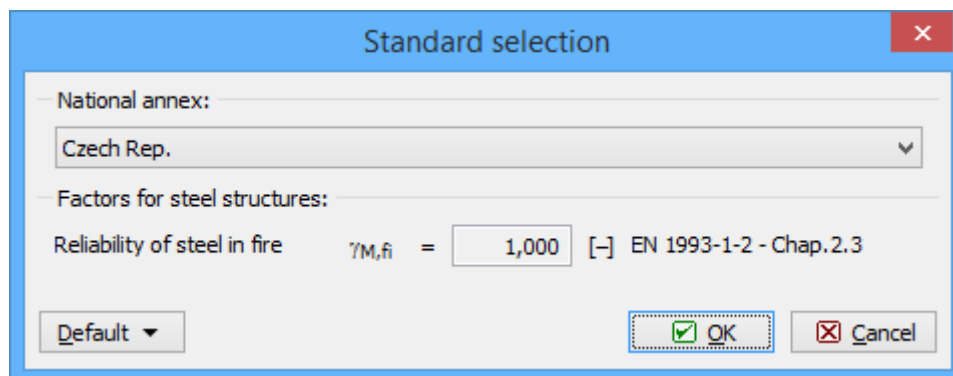 Standard selection
National annex:
Czech Rep.
Factors for steel structures:
Reliability of steel in fire γM,fi = 1,000 [–] EN 1993-1-2 - Chap.2.3
Default OK Cancel